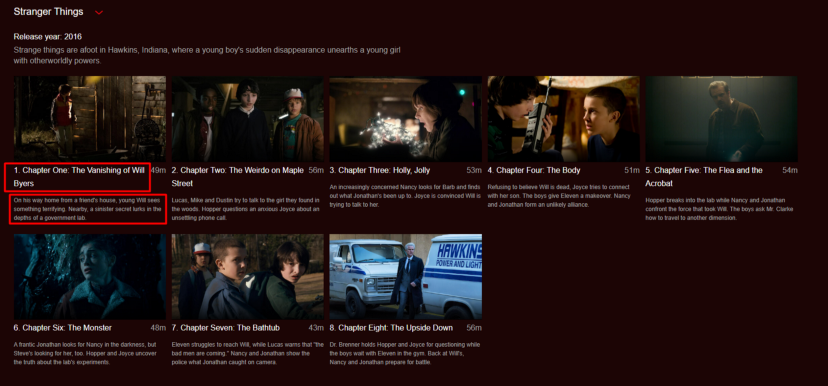 Stranger Things
Release year: 2016
Strange things are afoot in Hawkins, Indiana, where a young boy's sudden disappearance unearths a young girl
with otherworldly powers.
1. Chapter One: The Vanishing of Will 49m
Byers
On his way home from a friend's house, young Will sees
something terrifying. Nearby, a sinister secret lurks in the
depths of a government lab.
2. Chapter Two: The Weirdo on Maple 56m
Street
Lucas, Mike and Dustin try to talk to the girl they found in
the woods. Hopper questions an anxious Joyce about an
unsettling phone call.
3. Chapter Three: Holly, Jolly 53m
An increasingly concerned Nancy looks for Barb and finds
out what Jonathan's been up to. Joyce is convinced Will is
trying to talk to her.
4. Chapter Four: The Body 51m
Refusing to believe Will is dead, Joyce tries to connect
with her son. The boys give Eleven a makeover. Nancy
and Jonathan form an unlikely alliance.
5. Chapter Five: The Flea and the 54m
Acrobat
Hopper breaks into the lab while Nancy and Jonathan
confront the force that took Will. The boys ask Mr. Clarke
how to travel to another dimension.
HAWKINS
POWER AND LIGHT
6. Chapter Six: The Monster 48m
A frantic Jonathan looks for Nancy in the darkness, but
Steve's looking for her, too. Hopper and Joyce uncover
the truth about the lab's experiments.
7. Chapter Seven: The Bathtub 43m
Eleven struggles to reach Will, while Lucas warns that "the
bad men are coming." Nancy and Jonathan show the
police what Jonathan caught on camera.
8. Chapter Eight: The Upside Down 56m
Dr. Brenner holds Hopper and Joyce for questioning while
the boys wait with Eleven in the gym. Back at Will's,
Nancy and Jonathan prepare for battle.